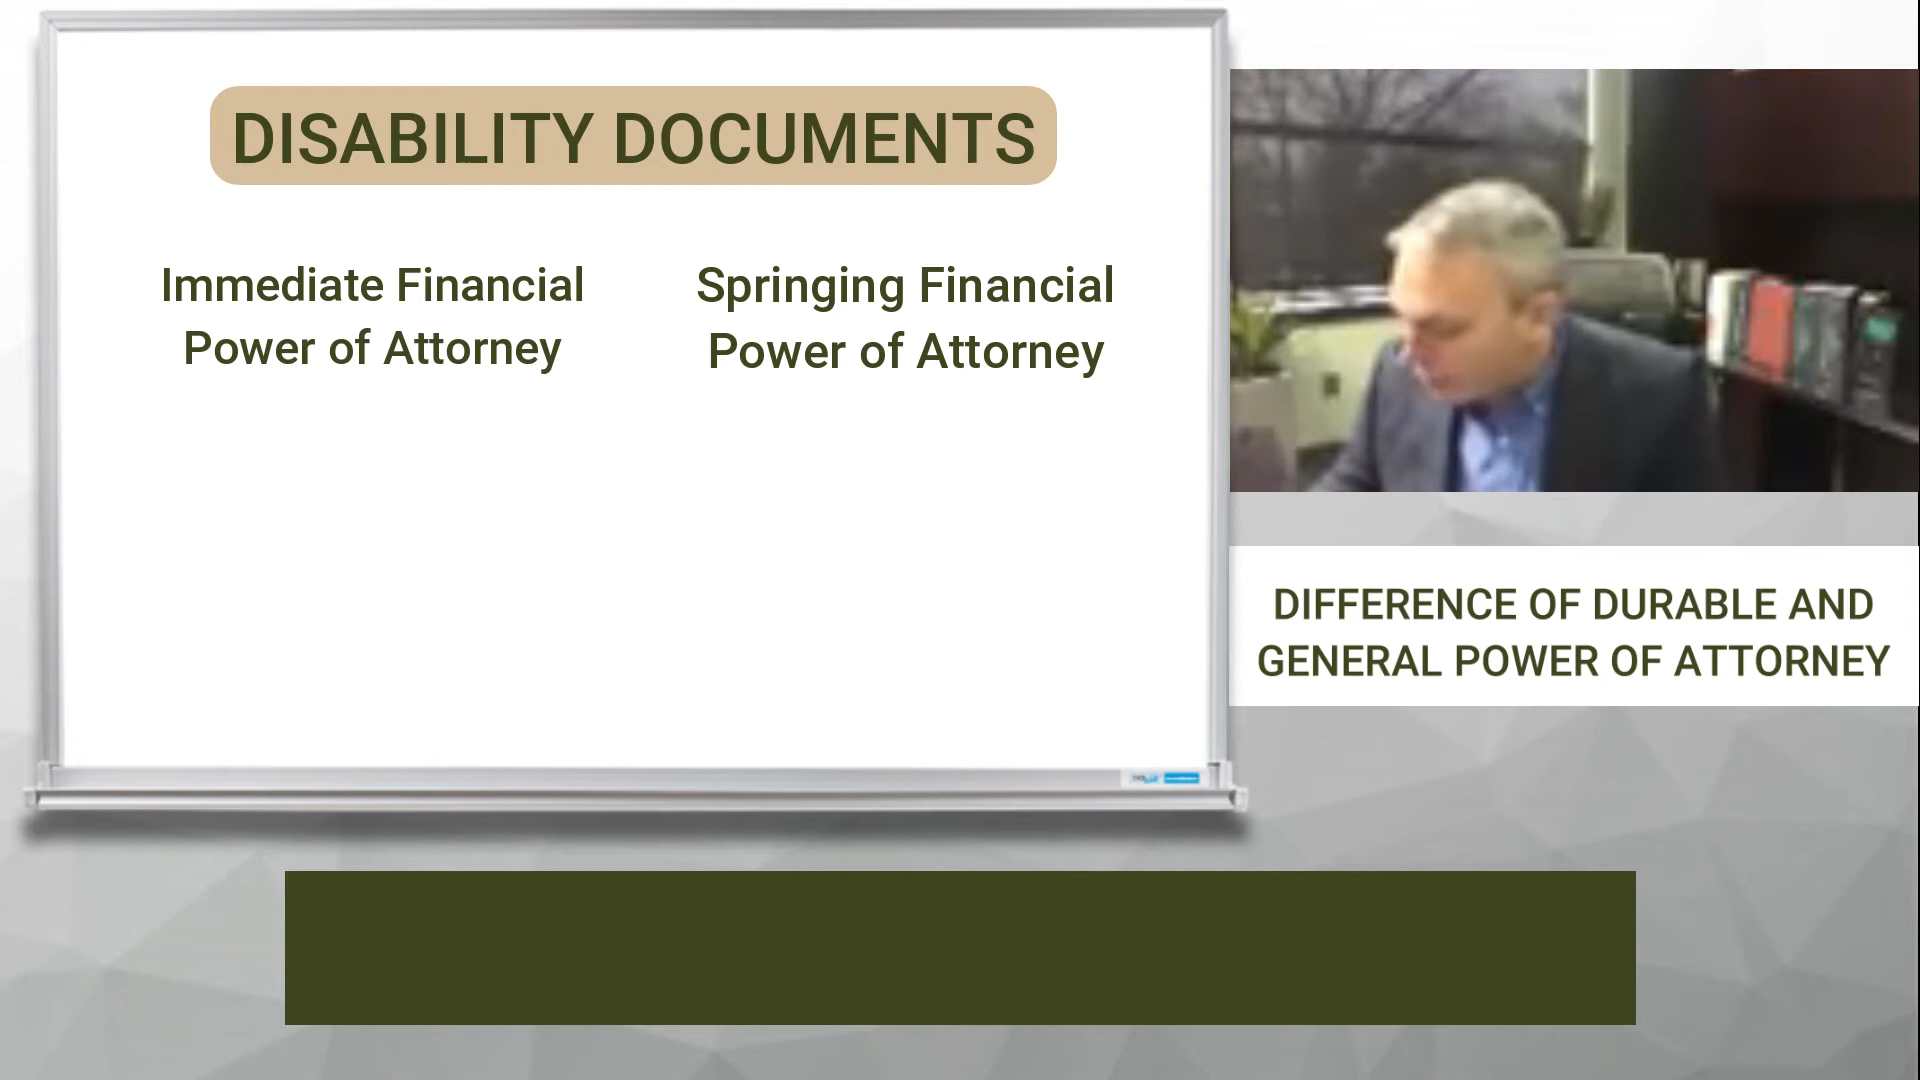 DISABILITY DOCUMENTS
Immediate Financial
Power of Attorney
Springing Financial
Power of Attorney
DIFFERENCE OF DURABLE AND
GENERAL POWER OF ATTORNEY